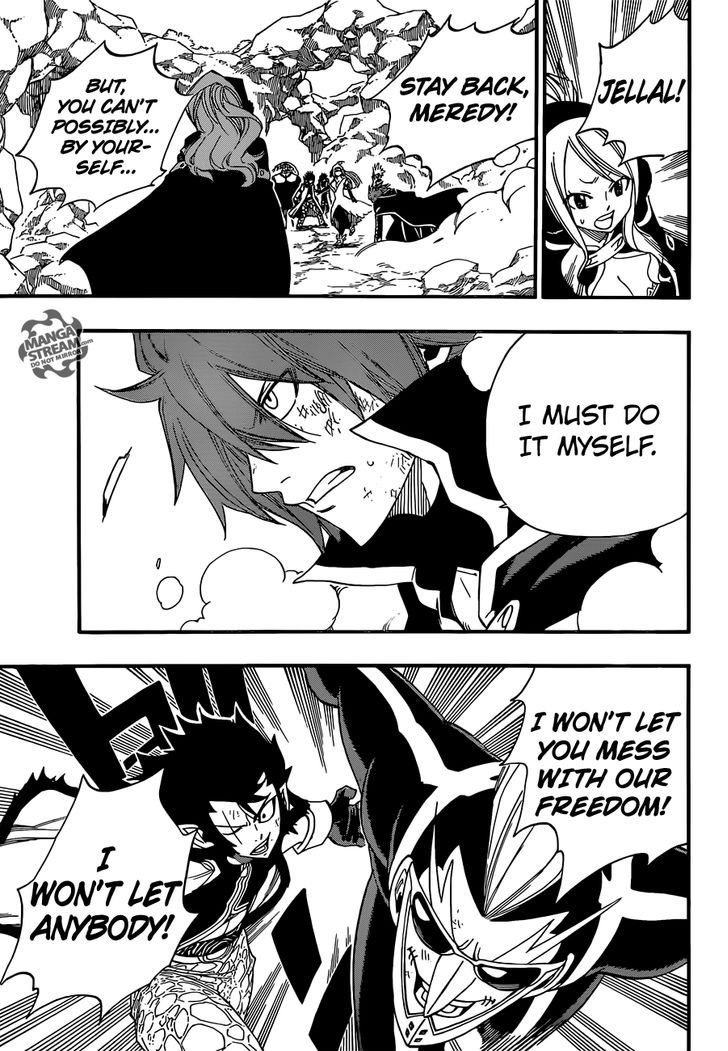 JELLAL!
STAY BACK,
MEREDY!
BUT,
YOU CAN'T
POSSIBLY...
BY YOUR-
SELF...
MANGA
STREAM.com
DO NOT MIRROR
I MUST DO
IT MYSELF.
I WON'T LET
YOU MESS
WITH OUR
FREEDOM!
I
WON'T LET
ANYBODY!